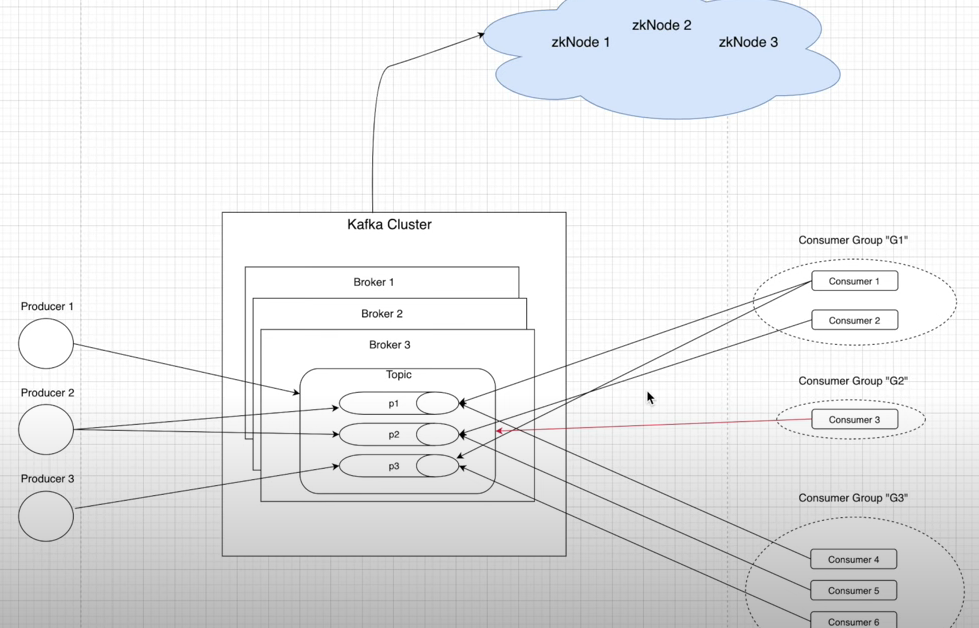 zkNode 1
zkNode 2
zkNode 3
Kafka Cluster
Broker 1
Broker 2
Broker 3
Topic
p1
p2
p3
Producer 1
Producer 2
Producer 3
Consumer Group "G1"
Consumer 1
Consumer 2
Consumer Group "G2"
Consumer 3
Consumer Group "G3"
Consumer 4
Consumer 5
Consumer 6